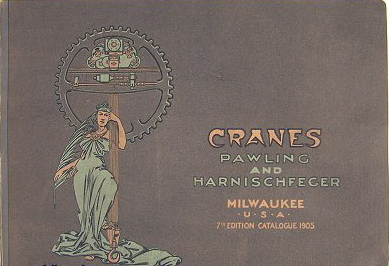 CRANES
PAWLING
AND
HARNISCHFEGER
MILWAUKEE
·U·S·A·
7TH EDITION CATALOGUE 1905